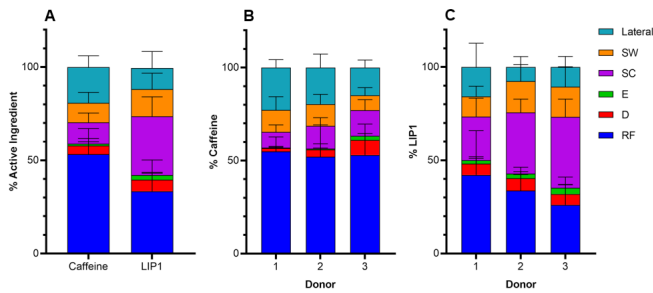 A
B
C
% Active Ingredient
100
50
0
Caffeine
LIP1
% Caffeine
100
50
0
1
2
3
Donor
% LIP1
100
50
0
1
2
3
Donor
Lateral
SW
SC
E
D
RF